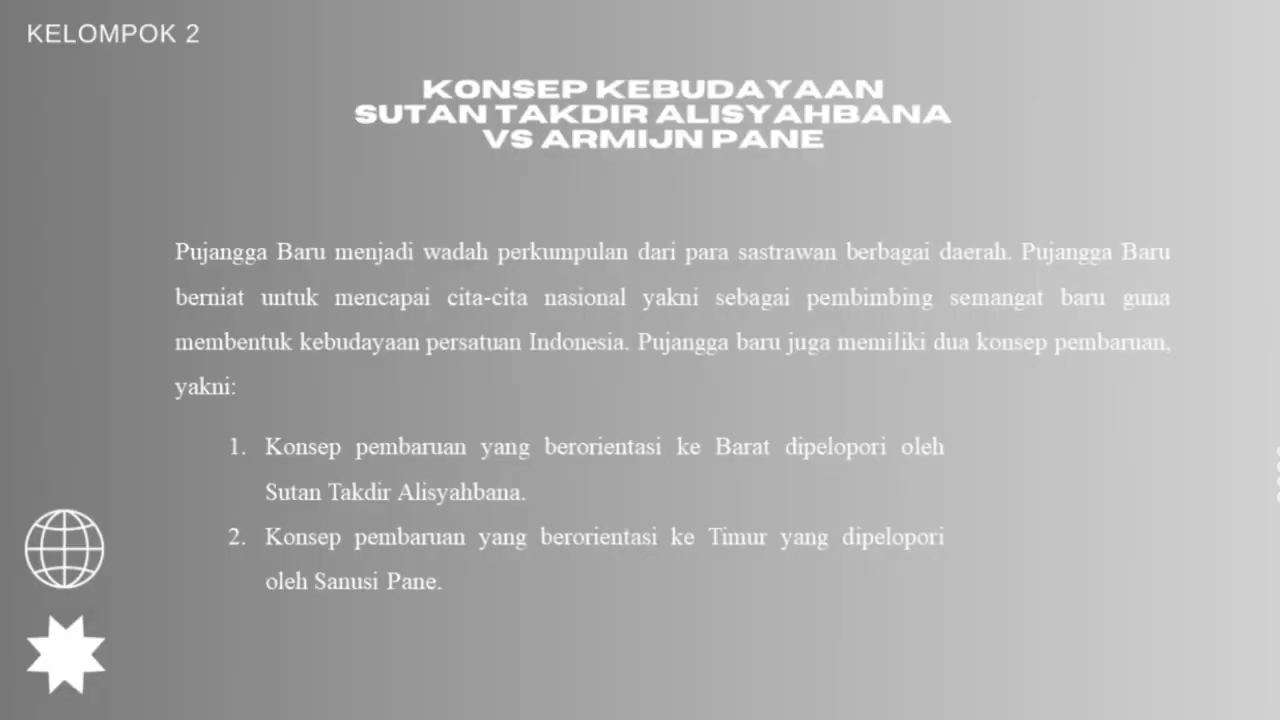 KELOMPOK 2
KONSEP KEBUDAYAAN
SUTAN TAKDIR ALISYAHBANA
VS ARMIJN PANE
Pujangga Baru menjadi wadah perkumpulan dari para sastrawan berbagai daerah. Pujangga Baru
berniat untuk mencapai cita-cita nasional yakni sebagai pembimbing semangat baru guna
membentuk kebudayaan persatuan Indonesia. Pujangga baru juga memiliki dua konsep pembaruan,
yakni:
1. Konsep pembaruan yang berorientasi ke Barat dipelopori oleh
Sutan Takdir Alisyahbana.
2. Konsep pembaruan yang berorientasi ke Timur yang dipelopori
oleh Sanusi Pane.